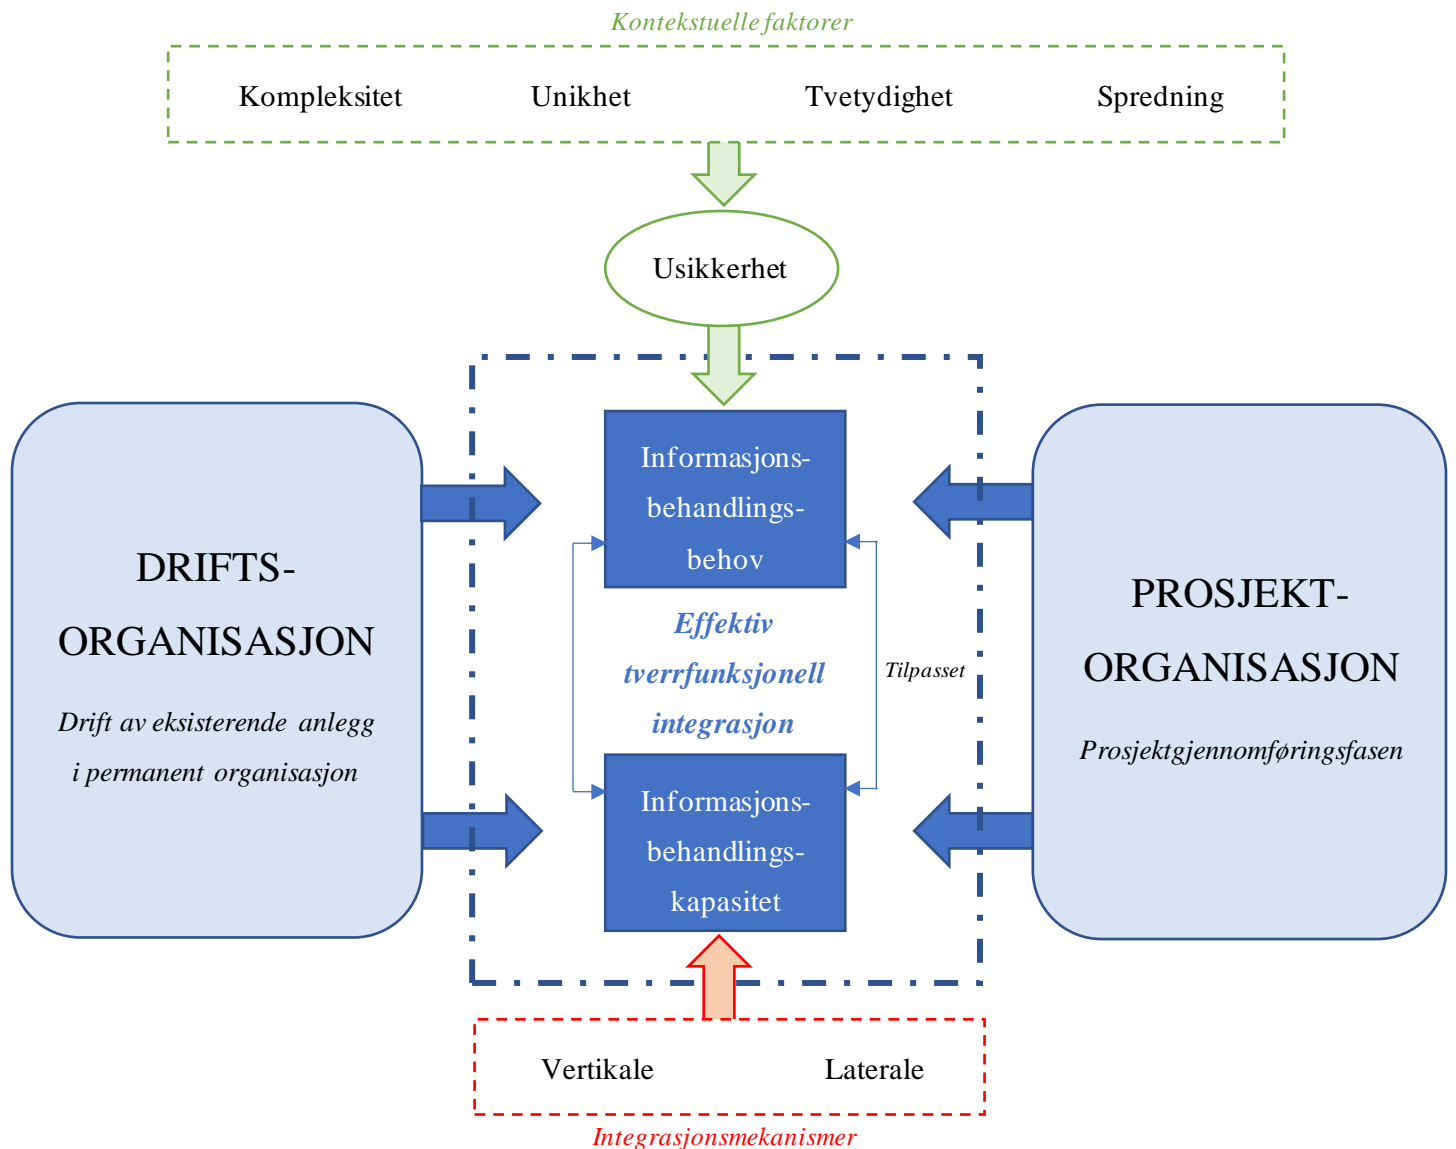 Kontekstuelle faktorer
Kompleksitet Unikhet Tvetydighet Spredning
Usikkerhet
DRIFTS-
ORGANISASJON
Drift av eksisterende anlegg
i permanent organisasjon
Informasjons-
behandlings-
behov
Effektiv
tverrfunksjonell
integrasjon
Tilpasset
Informasjons-
behandlings-
kapasitet
PROSJEKT-
ORGANISASJON
Prosjektgjennomføringsfasen
Vertikale Laterale
Integrasjonsmekanismer